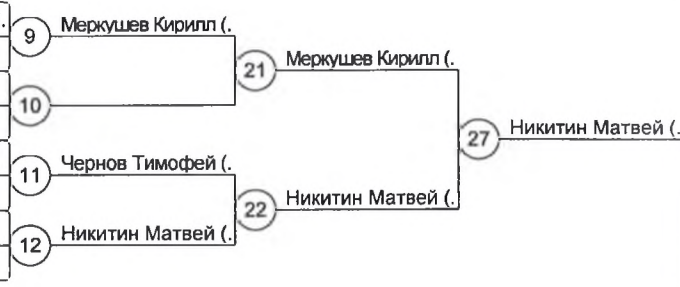 9
Меркушев Кирилл (.
21
Меркушев Кирилл (.
10
27
Никитин Матвей (.
11
Чернов Тимофей (.
22
Никитин Матвей (.
12
Никитин Матвей (.